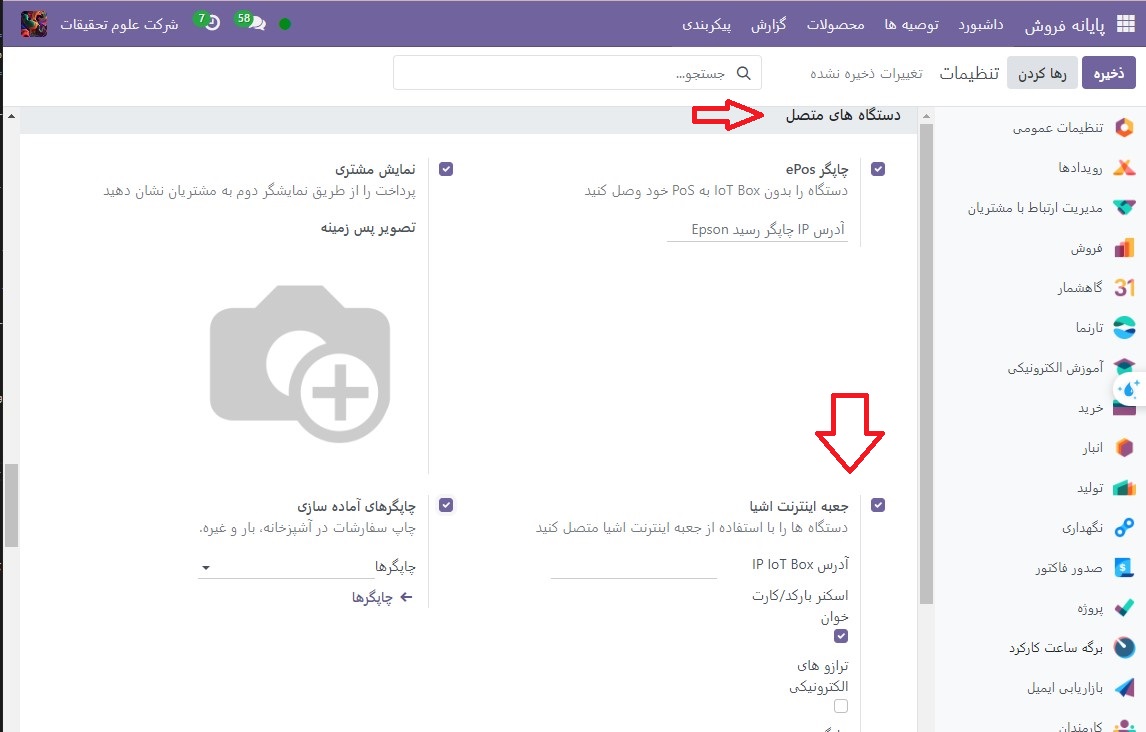 پایانه فروش
داشبورد
توصیه ها
محصولات
گزارش
پیکربندی
58
7
شرکت علوم تحقیقات
ذخیره
رها کردن
تنظیمات
تغییرات ذخیره نشده
جستجو...
تنظیمات عمومی
رویدادها
مدیریت ارتباط با مشتریان
فروش
31
گاهشمار
تارنما
آموزش الکترونیکی
خرید
انبار
تولید
نگهداری
صدور فاکتور
پروژه
برگه ساعت کارکرد
بازاریابی ایمیل
کارمندان
دستگاه های متصل
چاپگر ePos
دستگاه را بدون IoT Box به PoS خود وصل کنید
آدرس IP چاپگر رسید Epson
نمایش مشتری
پرداخت را از طریق نمایشگر دوم به مشتریان نشان دهید
تصویر پس زمینه
جعبه اینترنت اشیا
دستگاه ها را با استفاده از جعبه اینترنت اشیا متصل کنید
آدرس IP IoT Box
اسکنر بارکد/کارت
خوان
ترازو های
الکترونیکی
چاپگرهای آماده سازی
چاپ سفارشات در آشپزخانه، بار و غیره.
چاپگرها
← چاپگرها